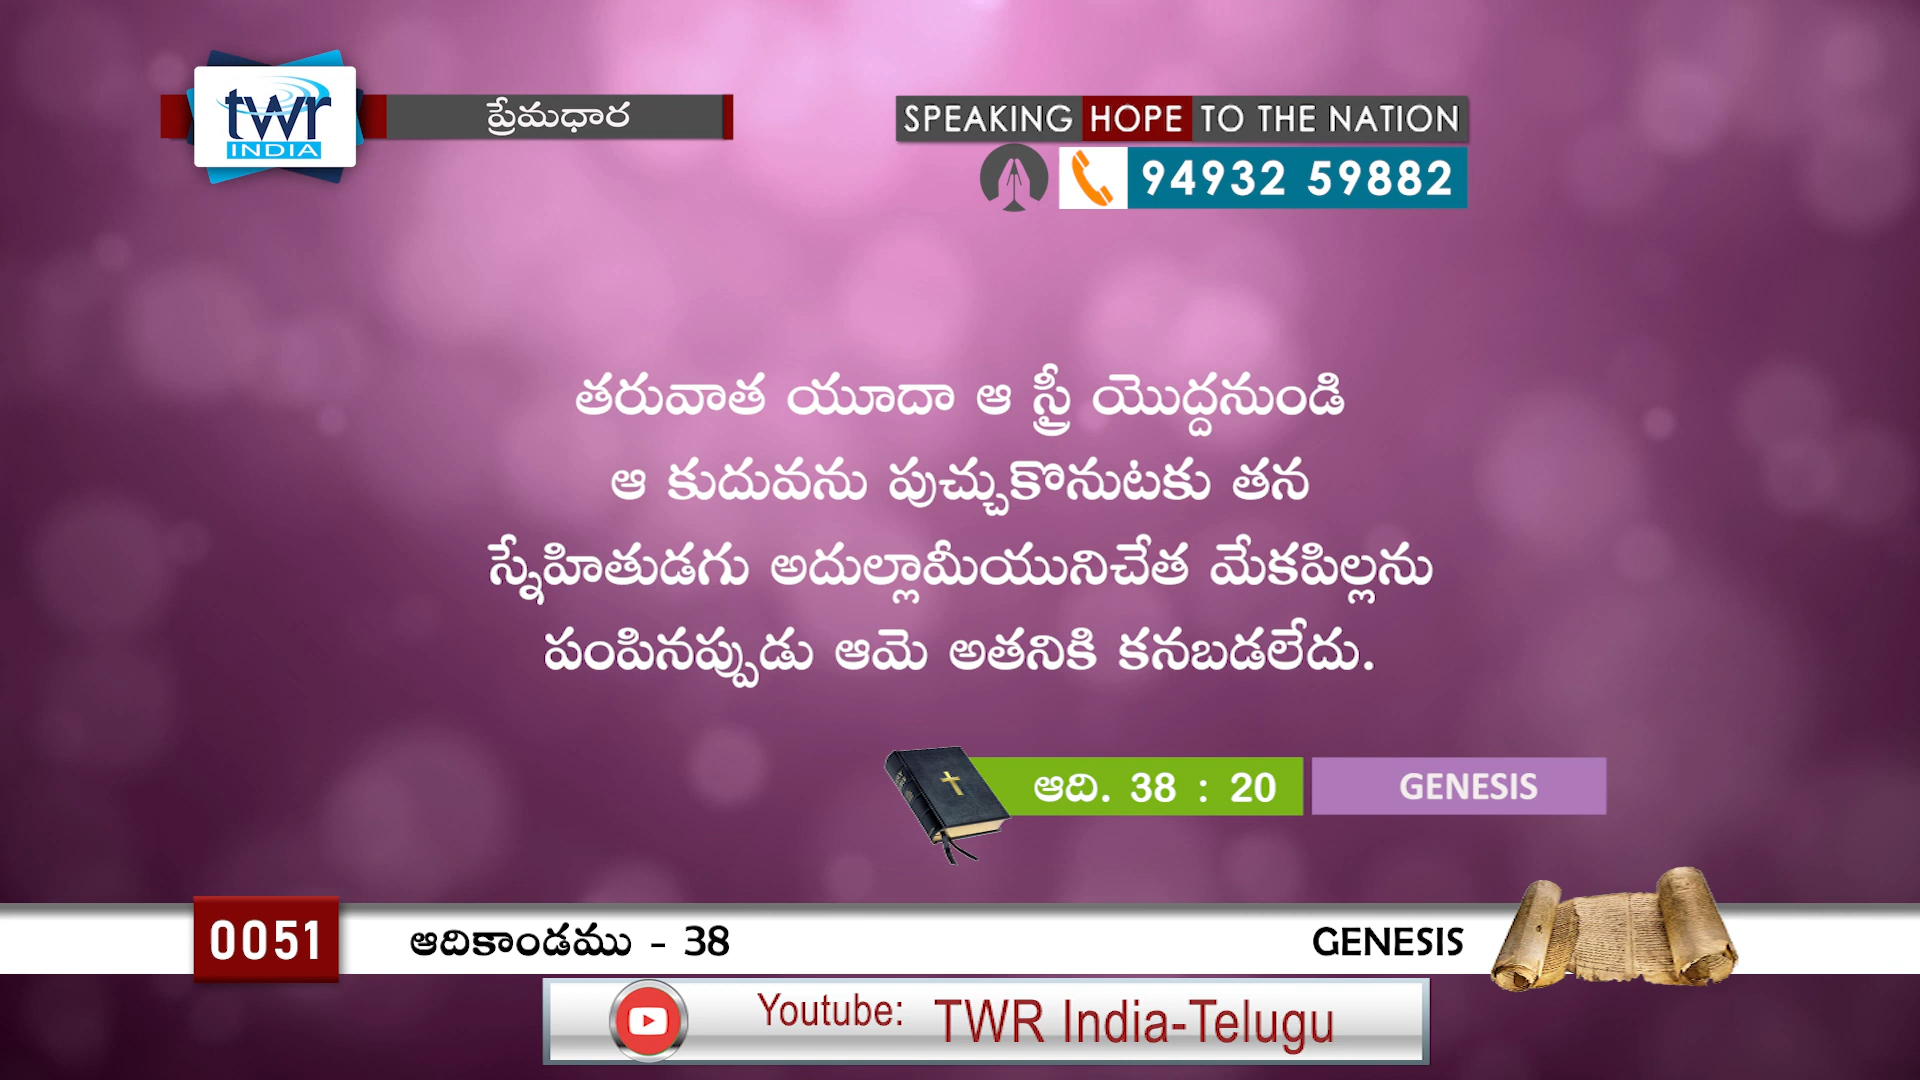 twr
INDIA
ప్రేమధార
SPEAKING HOPE TO THE NATION
94932 59882
తరువాత యూదా ఆ స్త్రీ యొద్దనుండి
ఆ కుదువను పుచ్చుకొనుటకు తన
స్నేహితుడగు అదుల్లామీయునిచేత మేకపిల్లను
పంపినప్పుడు ఆమె అతనికి కనబడలేదు.
ఆది. 38 : 20
GENESIS
0051
ఆదికాండము - 38
GENESIS
Youtube: TWR India-Telugu